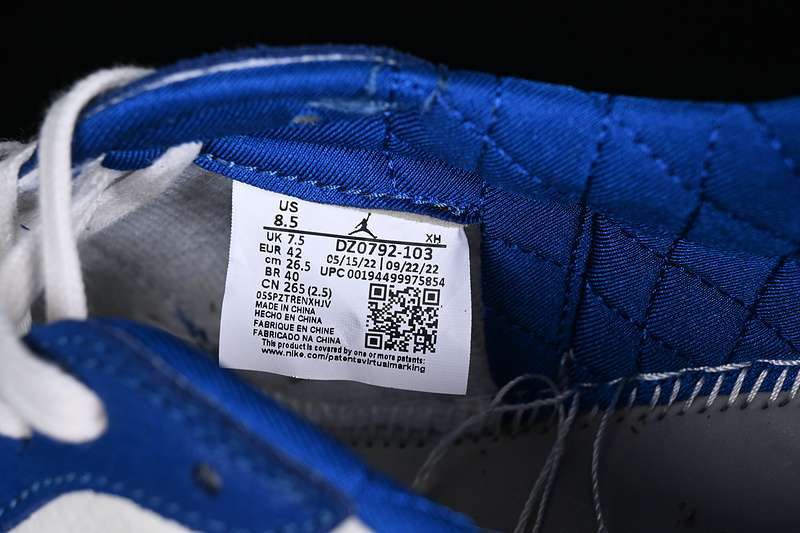 US
8.5
UK 7.5
EUR 42
cm 26.5
BR 40
CN 265 (2.5)
XH
DZ0792-103
05/15/22 | 09/22/22
UPC 00194499975854
055PZTRENXHJV
MADE IN CHINA
HECHO EN CHINA
FABRIQUE EN CHINE
FABRICADO NA CHINA
This product is covered by one or more patents:
www.nike.com/patentsvirtualmarking